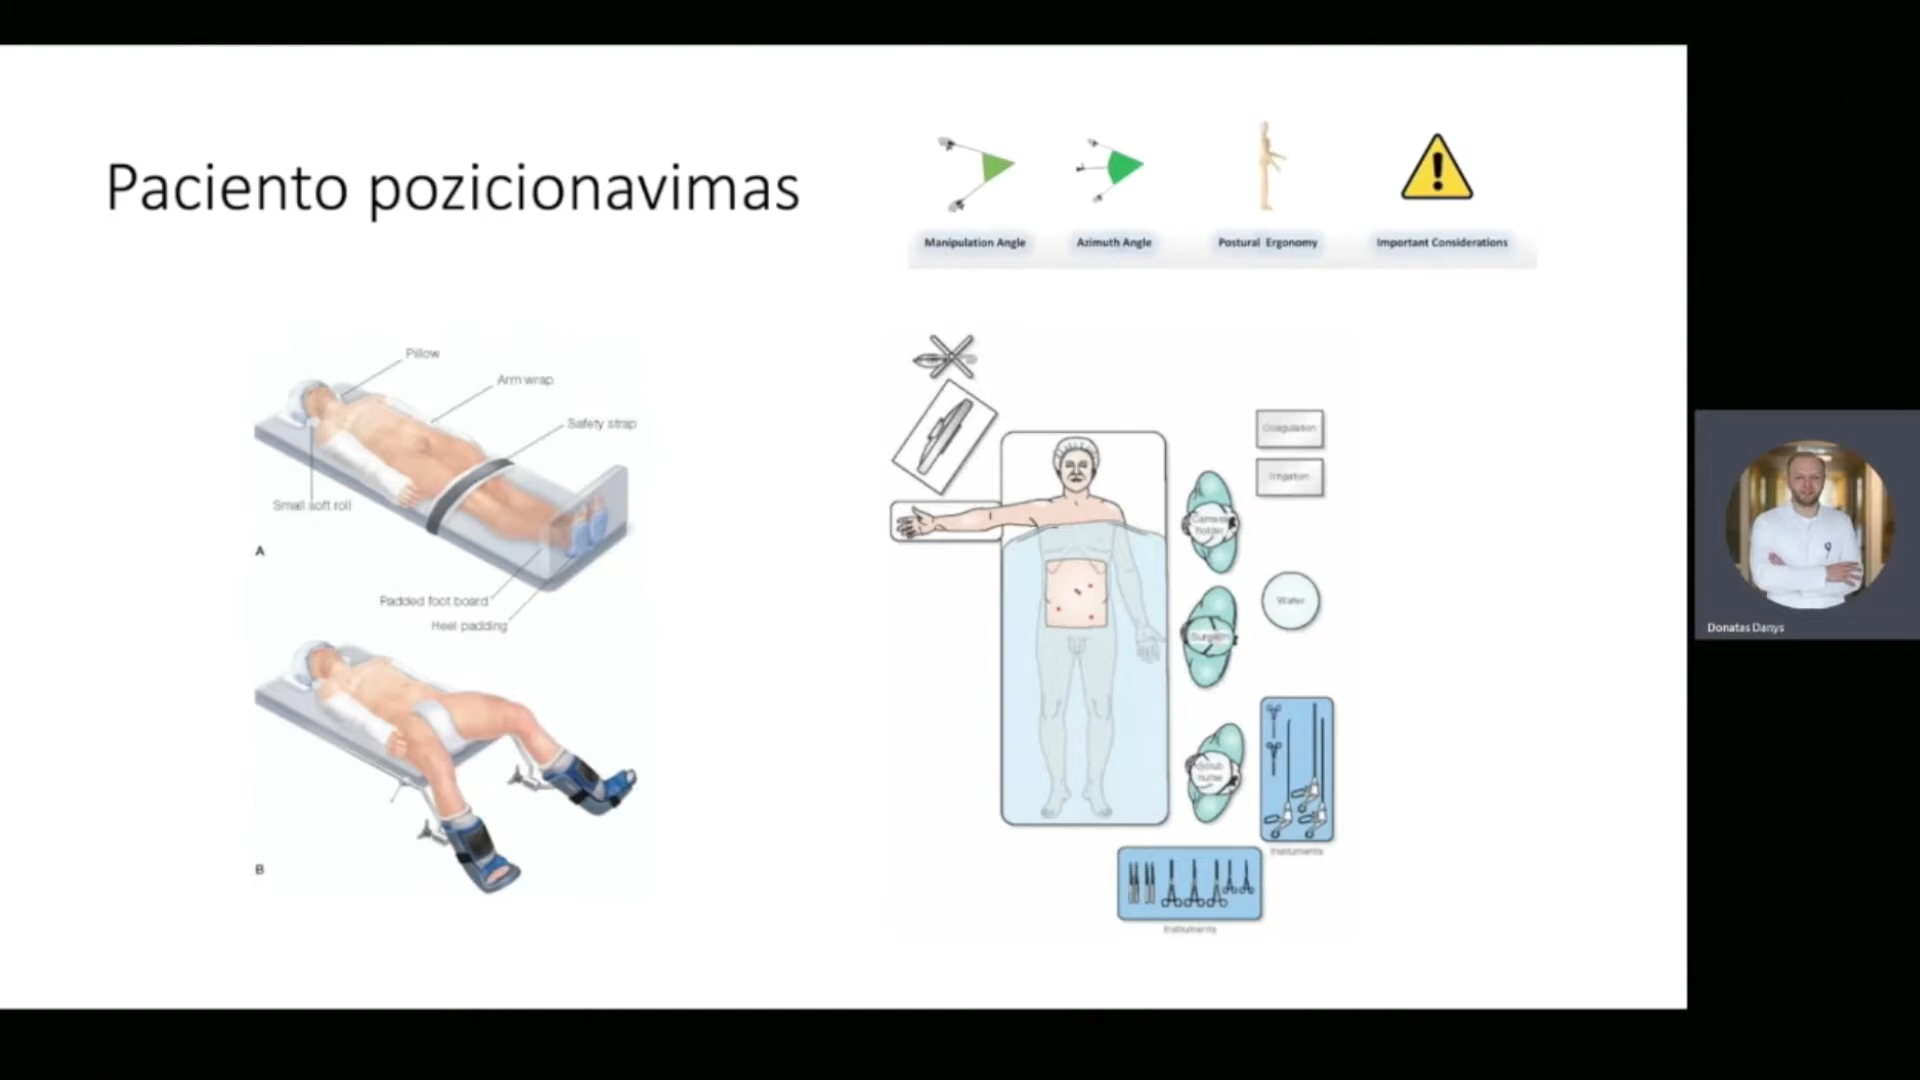 Paciento pozicionavimas
Manipulation Angle
Azimuth Angle
Postural Ergonomy
Important Considerations
Pillow
Arm wrap
Safety strap
Small soft roll
A
Padded foot board
Heel padding
B
Coagulation
Irrigation
Camera
holder
Water
Surgeon
Scrub
nurse
Instruments
Instruments
Donatas Danys